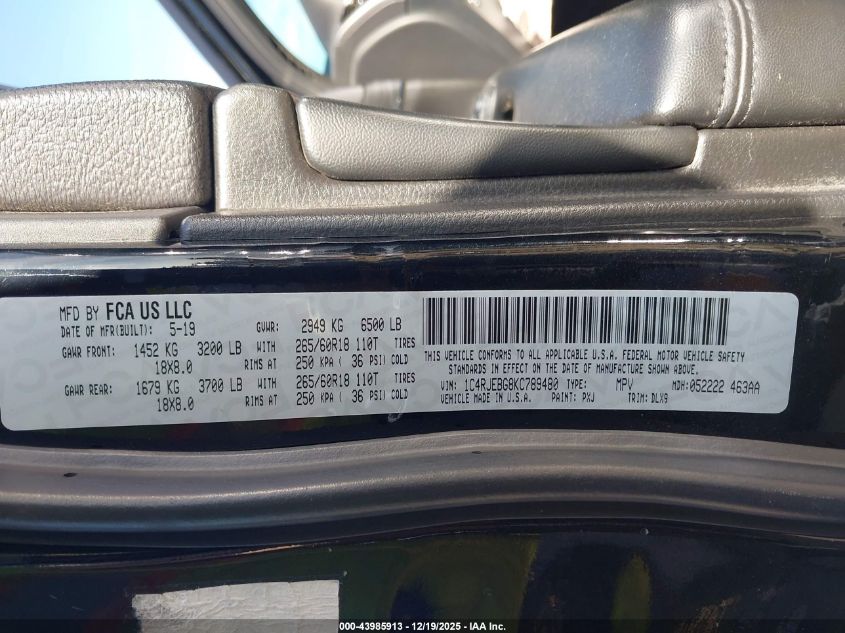 MFD BY FCA US LLC
DATE OF MFR(BUILT): 5-19 GVWR: 2949 KG 6500 LB
GAWR FRONT: 1452 KG 3200 LB WITH 265/60R18 110T TIRES
18X8.0 RIMS AT 250 KPA ( 36 PSI) COLD
GAWR REAR: 1679 KG 3700 LB WITH 265/60R18 110T TIRES
18X8.0 RIMS AT 250 KPA ( 36 PSI) COLD
THIS VEHICLE CONFORMS TO ALL APPLICABLE U.S.A. FEDERAL MOTOR VEHICLE SAFETY
STANDARDS IN EFFECT ON THE DATE OF MANUFACTURE SHOWN ABOVE.
VIN: 1C4RJEBG8KC789480 TYPE: MPV MDH: 052222 463AA
VEHICLE MADE IN U.S.A. PAINT: PXJ TRIM: DLX9
000-43985913 - 12/19/2025 - IAA Inc.